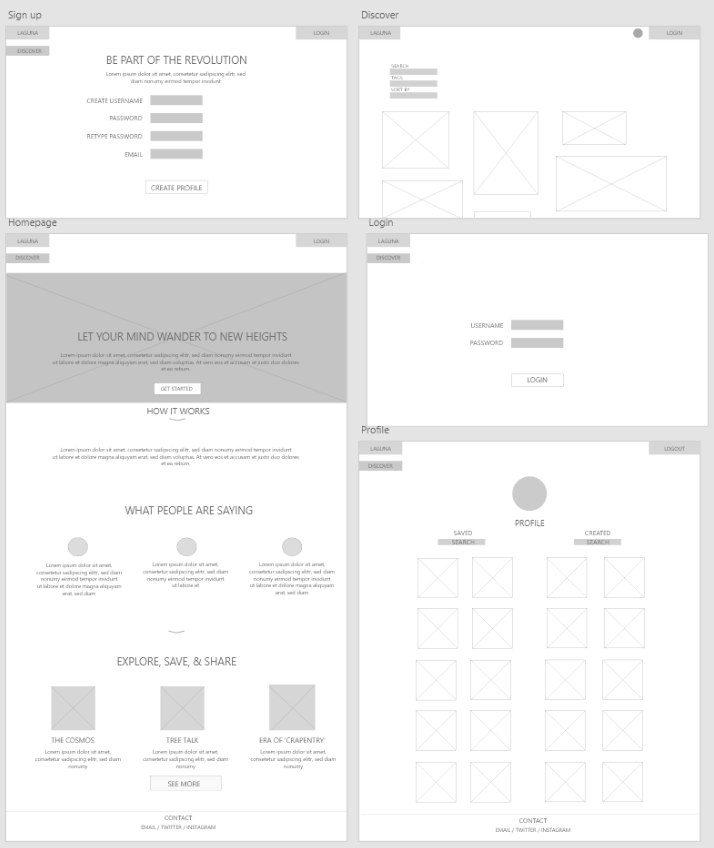 Sign up
LAGUNA
LOGIN
DISCOVER
BE PART OF THE REVOLUTION
Lorem ipsum dolor sit amet, consetetur sadipscing elitr, sed
diam nonumy eirmod tempor invidunt
CREATE USERNAME
PASSWORD
RETYPE PASSWORD
EMAIL
CREATE PROFILE
Discover
LAGUNA
LOGIN
SEARCH
TAGS
SORT BY
Homepage
LAGUNA
LOGIN
DISCOVER
LET YOUR MIND WANDER TO NEW HEIGHTS
Lorem ipsum dolor sit amet, consetetur sadipscing elitr, sed diam nonumy eirmod tempor invidunt
ut labore et dolore magna aliquyam erat, sed diam voluptua. At vero eos et accusam et justo duo dolores
et ea rebum.
GET STARTED
HOW IT WORKS
Lorem ipsum dolor sit amet, consetetur sadipscing elitr, sed diam nonumy eirmod tempor invidunt
ut labore et dolore magna aliquyam erat, sed diam voluptua. At vero eos et accusam et justo duo dolores
et ea rebum.
WHAT PEOPLE ARE SAYING
Lorem ipsum dolor sit amet,
consetetur sadipscing elitr, sed diam
nonumy eirmod tempor invidunt
ut labore et dolore magna aliquyam
erat, sed diam
Lorem ipsum dolor sit amet,
consetetur sadipscing elitr, sed diam
nonumy eirmod tempor invidunt
ut labore et
Lorem ipsum dolor sit amet,
consetetur sadipscing elitr, sed diam
nonumy eirmod tempor invidunt
ut labore et dolore magna aliquyam
erat, sed diam
EXPLORE, SAVE, & SHARE
THE COSMOS
Lorem ipsum dolor sit amet,
consetetur sadipscing elitr, sed diam
nonumy
TREE TALK
Lorem ipsum dolor sit amet,
consetetur sadipscing elitr, sed diam
nonumy
ERA OF 'CRAPENTRY'
Lorem ipsum dolor sit amet,
consetetur sadipscing elitr, sed diam
nonumy
SEE MORE
CONTACT
EMAIL / TWITTER / INSTAGRAM
Login
LAGUNA
DISCOVER
USERNAME
PASSWORD
LOGIN
Profile
LAGUNA
LOGOUT
DISCOVER
PROFILE
SAVED
SEARCH
CREATED
SEARCH
CONTACT
EMAIL / TWITTER / INSTAGRAM